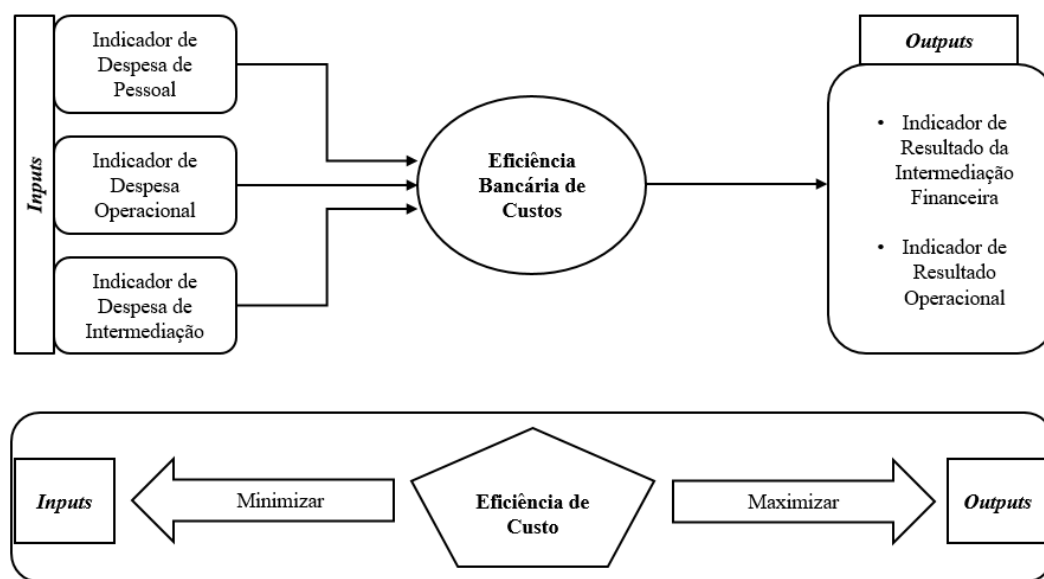 Inputs
Indicador de
Despesa de
Pessoal
Indicador de
Despesa
Operacional
Indicador de
Despesa de
Intermediação
Eficiência
Bancária de
Custos
Outputs
• Indicador de
Resultado da
Intermediação
Financeira
• Indicador de
Resultado
Operacional
Inputs
Minimizar
Eficiência de
Custo
Maximizar
Outputs